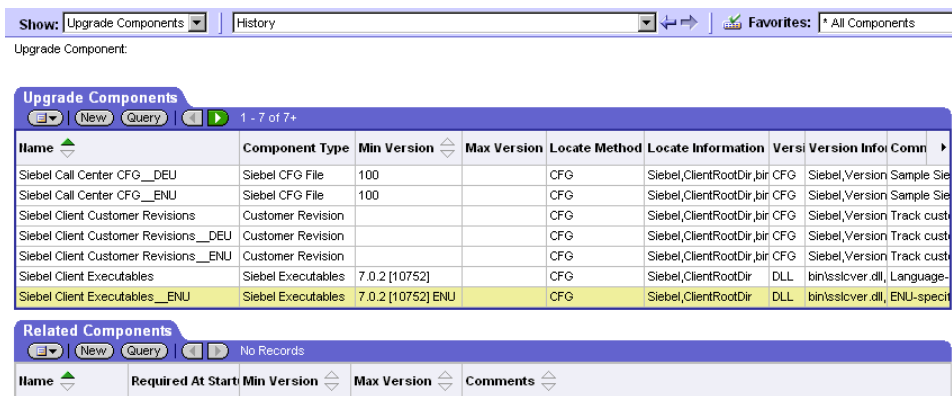 Show: Upgrade Components History Favorites: * All Components
Upgrade Component:
Upgrade Components
New Query 1 - 7 of 7+
Name Component Type Min Version Max Version Locate Method Locate Information Versi Version Infor Comn
Siebel Call Center CFG__DEU Siebel CFG File 100 CFG Siebel,ClientRootDir,bin CFG Siebel,Version Sample Sie
Siebel Call Center CFG__ENU Siebel CFG File 100 CFG Siebel,ClientRootDir,bin CFG Siebel,Version Sample Sie
Siebel Client Customer Revisions Customer Revision CFG Siebel,ClientRootDir,bin CFG Siebel,Version Track custo
Siebel Client Customer Revisions__DEU Customer Revision CFG Siebel,ClientRootDir,bin CFG Siebel,Version Track custo
Siebel Client Customer Revisions__ENU Customer Revision CFG Siebel,ClientRootDir,bin CFG Siebel,Version Track custo
Siebel Client Executables Siebel Executables 7.0.2 [10752] CFG Siebel,ClientRootDir DLL bin\sslcver.dll, Language-
Siebel Client Executables__ENU Siebel Executables 7.0.2 [10752] ENU CFG Siebel,ClientRootDir DLL bin\sslcver.dll, ENU-specif
Related Components
New Query No Records
Name Required At Start Min Version Max Version Comments